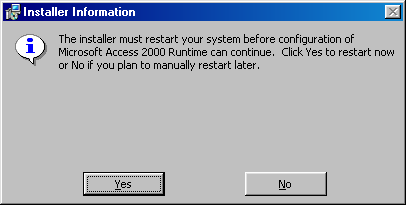 Installer Information
The installer must restart your system before configuration of
Microsoft Access 2000 Runtime can continue.  Click Yes to restart now
or No if you plan to manually restart later.
Yes
No